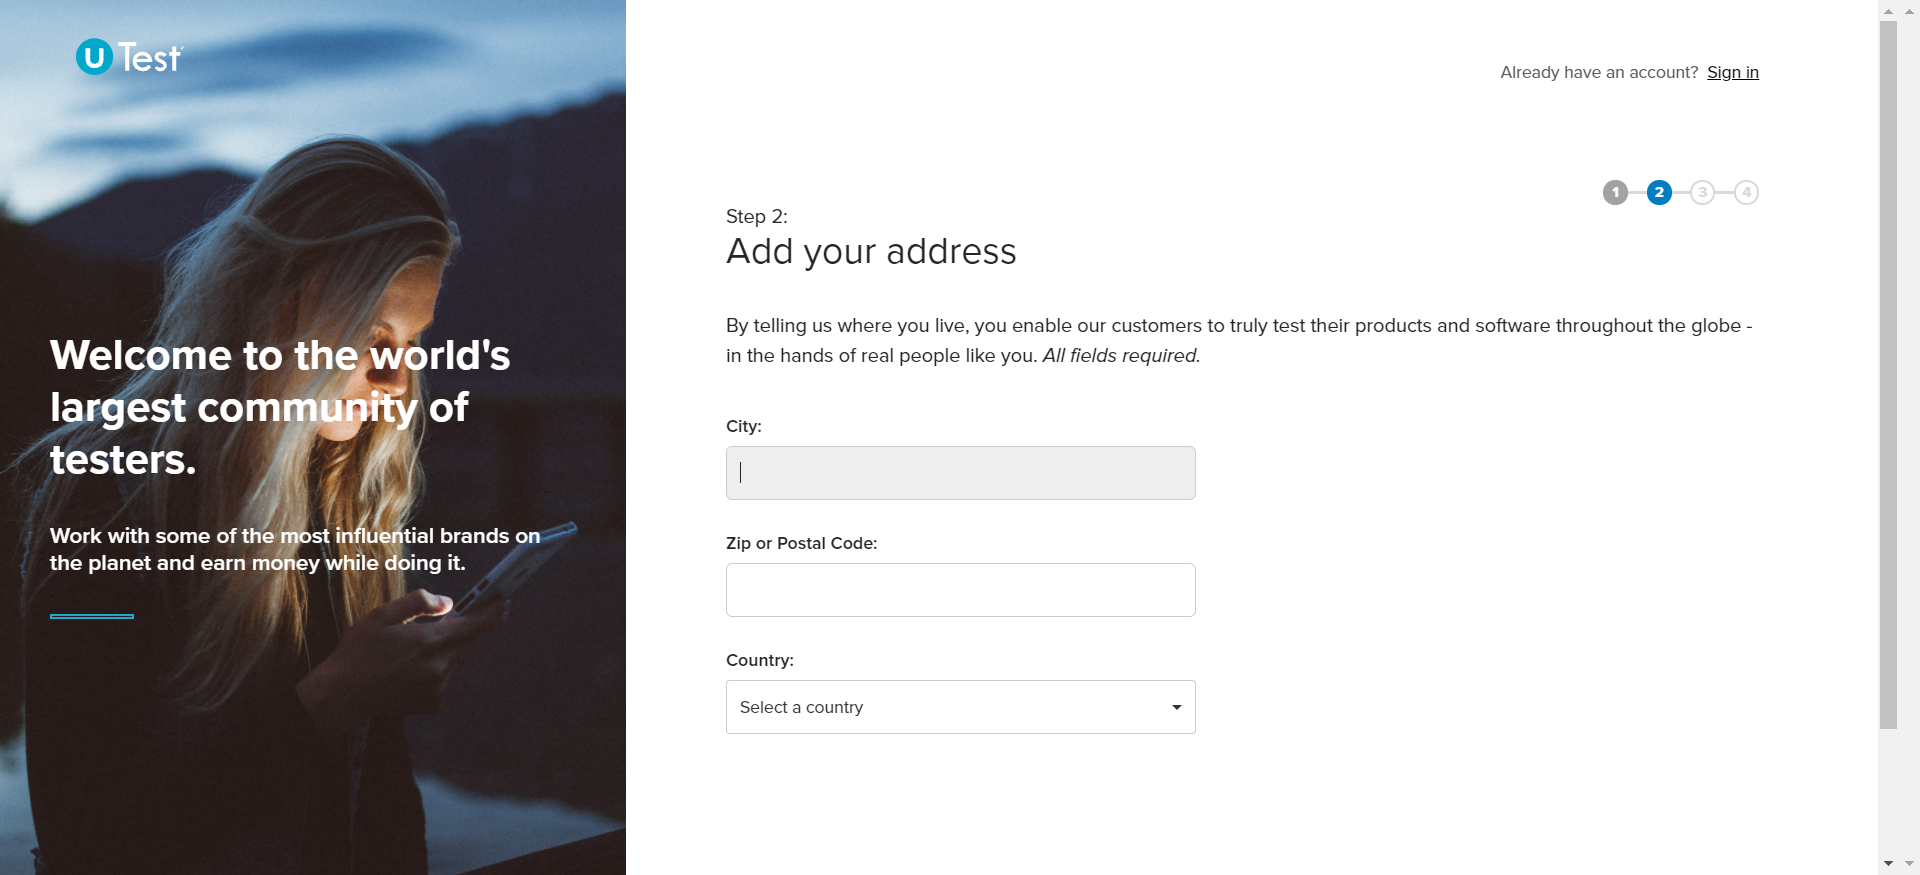 U Test
Welcome to the world's
largest community of
testers.
Work with some of the most influential brands on
the planet and earn money while doing it.
Already have an account? Sign in
1 2 3 4
Step 2:
Add your address
By telling us where you live, you enable our customers to truly test their products and software throughout the globe -
in the hands of real people like you. All fields required.
City:
Zip or Postal Code:
Country:
Select a country